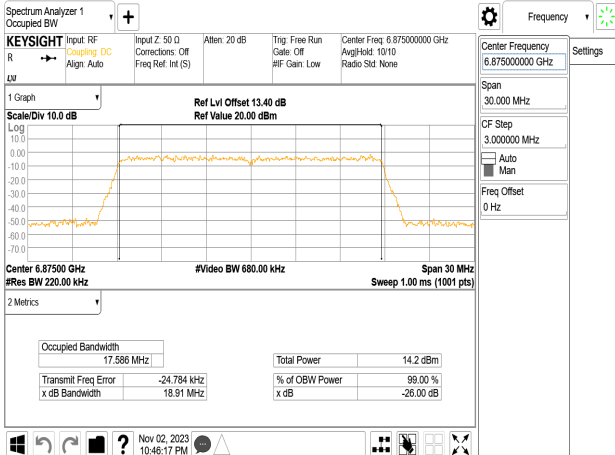 Spectrum Analyzer 1
Occupied BW
Frequency
KEYSIGHT
R
LXI
Input: RF
Coupling: DC
Align: Auto
Input Z: 50 Ω
Corrections: Off
Freq Ref: Int (S)
Atten: 20 dB
Trig: Free Run
Gate: Off
#IF Gain: Low
Center Freq: 6.875000000 GHz
Avg|Hold: 10/10
Radio Std: None
Center Frequency
6.875000000 GHz
Settings
Span
30.000 MHz
CF Step
3.000000 MHz
Auto
Man
Freq Offset
0 Hz
1 Graph
Scale/Div 10.0 dB
Ref Lvl Offset 13.40 dB
Ref Value 20.00 dBm
Log
10.0
0.00
-10.0
-20.0
-30.0
-40.0
-50.0
-60.0
-70.0
Center 6.87500 GHz
#Res BW 220.00 kHz
#Video BW 680.00 kHz
Span 30 MHz
Sweep 1.00 ms (1001 pts)
2 Metrics
Occupied Bandwidth
17.586 MHz
Total Power 14.2 dBm
Transmit Freq Error -24.784 kHz
% of OBW Power 99.00 %
x dB Bandwidth 18.91 MHz
x dB -26.00 dB
?
Nov 02, 2023
10:46:17 PM